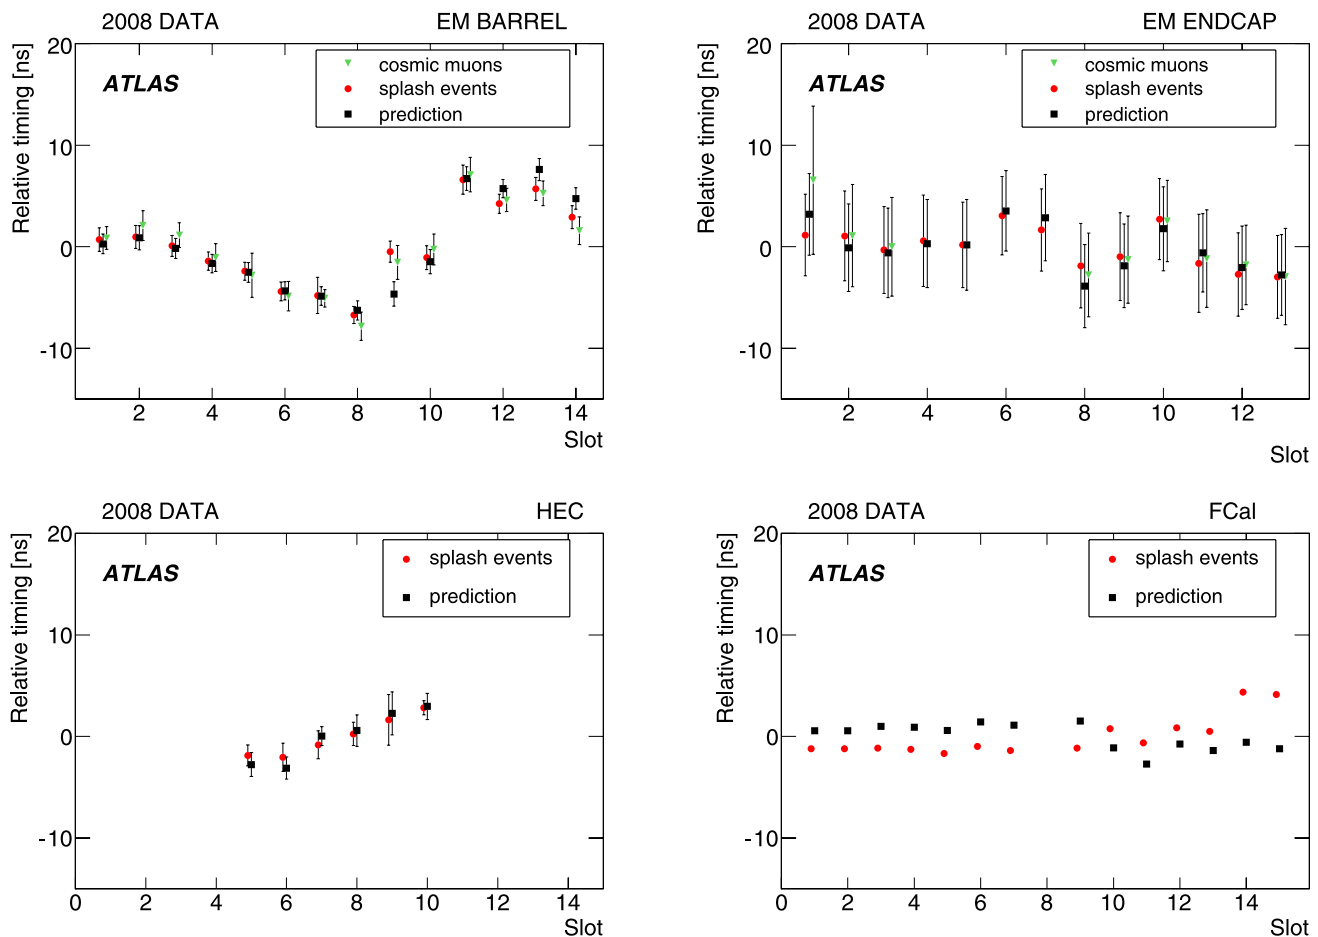 2008 DATA EM BARREL
Relative timing [ns]
20
10
0
-10
ATLAS
cosmic muons
splash events
prediction
2 4 6 8 10 12 14
Slot
2008 DATA EM ENDCAP
Relative timing [ns]
20
10
0
-10
ATLAS
cosmic muons
splash events
prediction
2 4 6 8 10 12
Slot
2008 DATA HEC
Relative timing [ns]
20
10
0
-10
ATLAS
splash events
prediction
0 2 4 6 8 10 12 14
Slot
2008 DATA FCal
Relative timing [ns]
20
10
0
-10
ATLAS
splash events
prediction
0 2 4 6 8 10 12 14
Slot